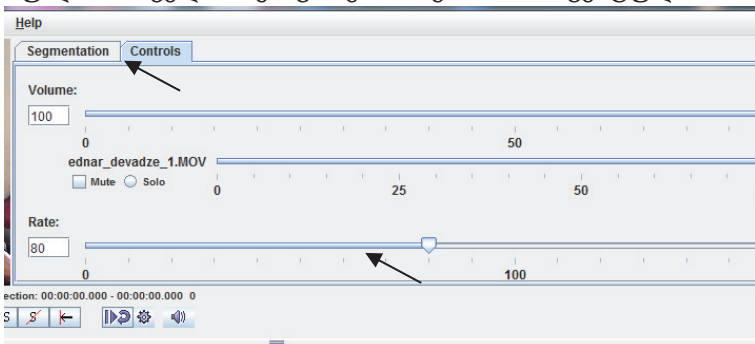 Help
Segmentation Controls
Volume:
100
0 50
ednar_devadze_1.MOV
Mute Solo
0 25 50
Rate:
80
0 100
ection: 00:00:00.000 - 00:00:00.000 0
S S